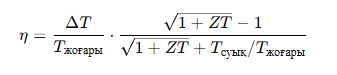 η = ΔT / T_жоғары · (√(1 + ZT) − 1) / (√(1 + ZT) + T_суық/T_жоғары)